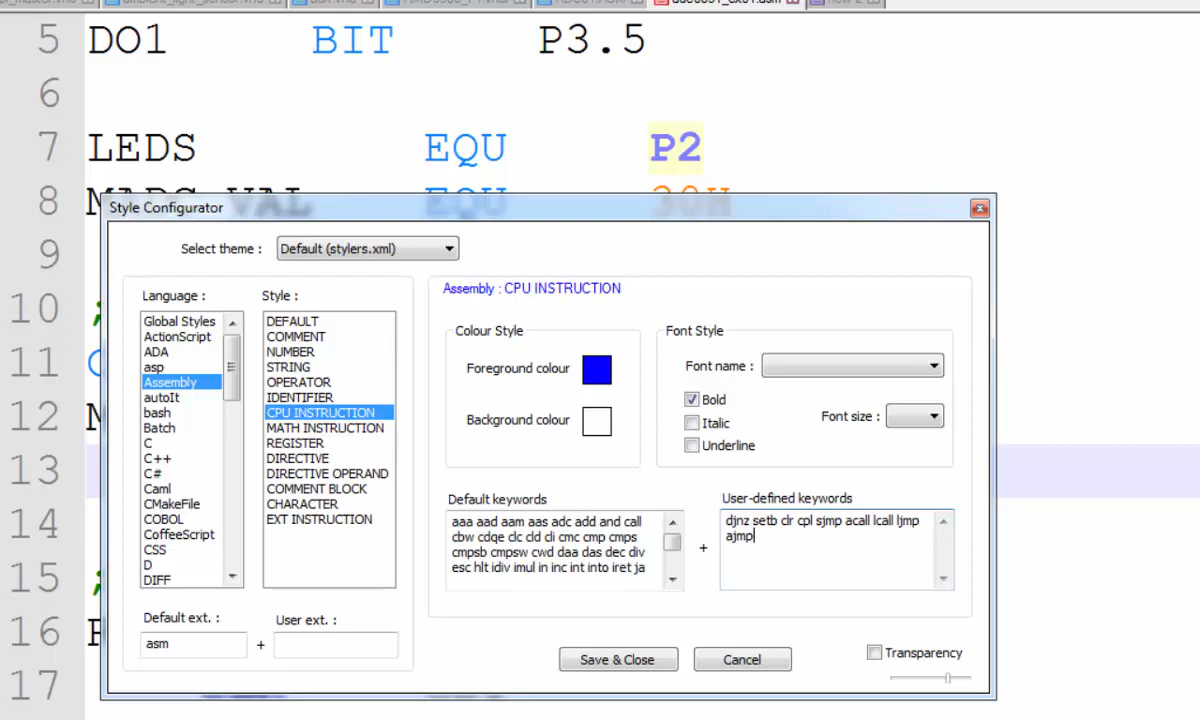 5 DO1 BIT P3.5
6
7 LEDS EQU P2
8 MADS_VAL EQU 30H
9
10 ;
11
12
13
14
15 ;
16
17
Style Configurator
Select theme : Default (stylers.xml)
Language :
Global Styles
ActionScript
ADA
asp
Assembly
autoIt
bash
Batch
C
C++
C#
Caml
CMakeFile
COBOL
CoffeeScript
CSS
D
DIFF
Style :
DEFAULT
COMMENT
NUMBER
STRING
OPERATOR
IDENTIFIER
CPU INSTRUCTION
MATH INSTRUCTION
REGISTER
DIRECTIVE
DIRECTIVE OPERAND
COMMENT BLOCK
CHARACTER
EXT INSTRUCTION
Default ext. :
asm
+
User ext. :
Assembly : CPU INSTRUCTION
Colour Style
Foreground colour
Background colour
Font Style
Font name :
Bold
Italic
Underline
Font size :
Default keywords
aaa aad aam aas adc add and call
cbw cdqe clc cld cli cmc cmp cmps
cmpsb cmpsw cwd daa das dec div
esc hlt idiv imul in inc int into iret ja
+
User-defined keywords
djnz setb clr cpl sjmp acall lcall ljmp
ajmp
Save & Close
Cancel
Transparency